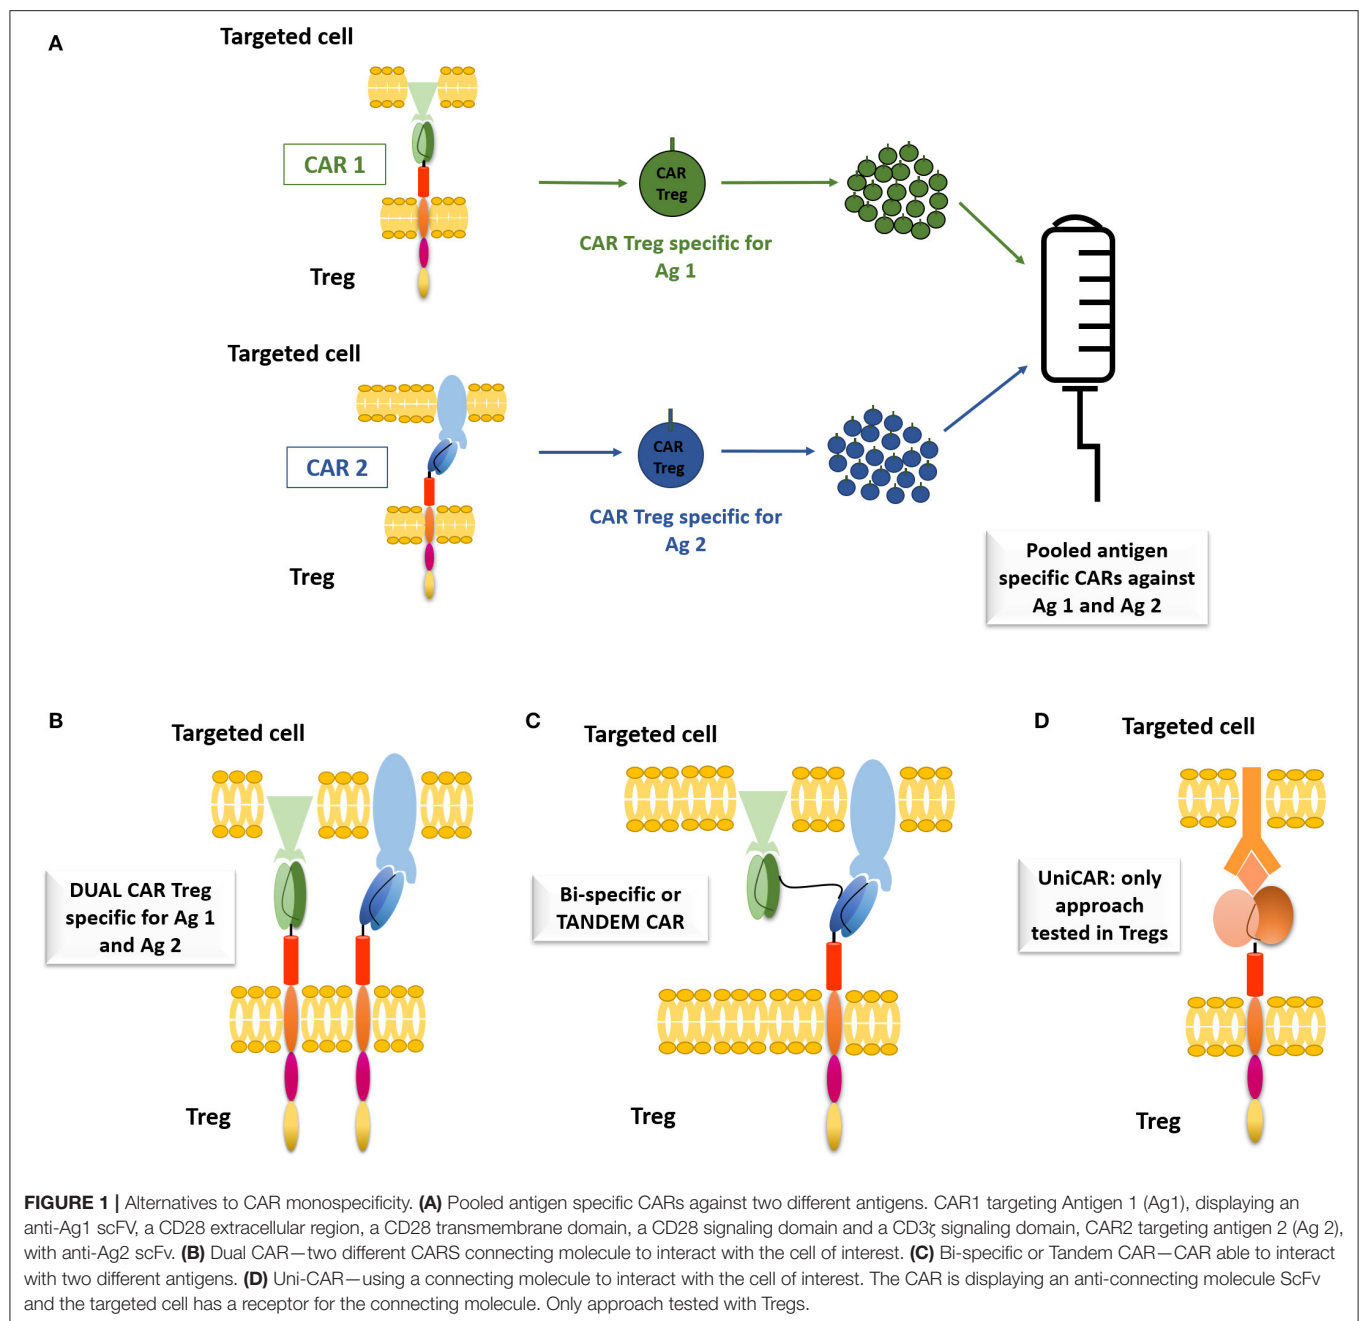 A
Targeted cell
CAR 1
Treg
CAR
Treg
CAR Treg specific for
Ag 1
Targeted cell
CAR 2
Treg
CAR
Treg
CAR Treg specific for
Ag 2
Pooled antigen
specific CARs against
Ag 1 and Ag 2
B
Targeted cell
DUAL CAR Treg
specific for Ag 1
and Ag 2
Treg
C
Targeted cell
Bi-specific or
TANDEM CAR
Treg
D
Targeted cell
UniCAR: only
approach
tested in Tregs
Treg
FIGURE 1 | Alternatives to CAR monospecificity. (A) Pooled antigen specific CARs against two different antigens. CAR1 targeting Antigen 1 (Ag1), displaying an
anti-Ag1 scFV, a CD28 extracellular region, a CD28 transmembrane domain, a CD28 signaling domain and a CD3ζ signaling domain, CAR2 targeting antigen 2 (Ag 2),
with anti-Ag2 scFv. (B) Dual CAR—two different CARS connecting molecule to interact with the cell of interest. (C) Bi-specific or Tandem CAR—CAR able to interact
with two different antigens. (D) Uni-CAR—using a connecting molecule to interact with the cell of interest. The CAR is displaying an anti-connecting molecule ScFv
and the targeted cell has a receptor for the connecting molecule. Only approach tested with Tregs.